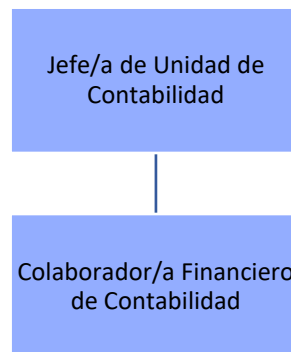 Jefe/a de Unidad de
Contabilidad
Colaborador/a Financiero
de Contabilidad